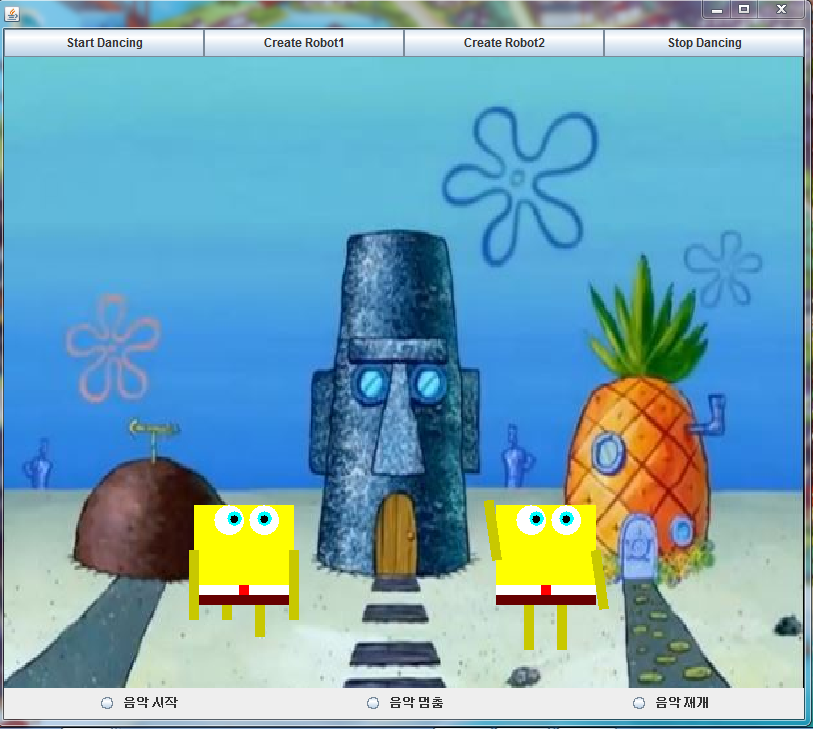 Start Dancing
Create Robot1
Create Robot2
Stop Dancing
음악 시작
음악 멈춤
음악 재개